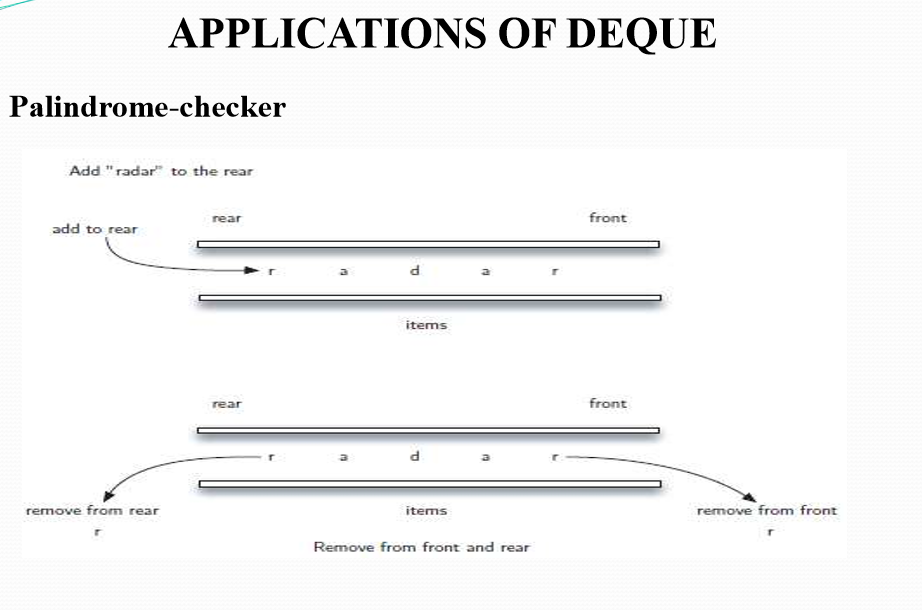 APPLICATIONS OF DEQUE
Palindrome-checker
Add "radar" to the rear
rear front
add to rear
r a d a r
items
rear front
r a d a r
remove from rear items remove from front
r r
Remove from front and rear